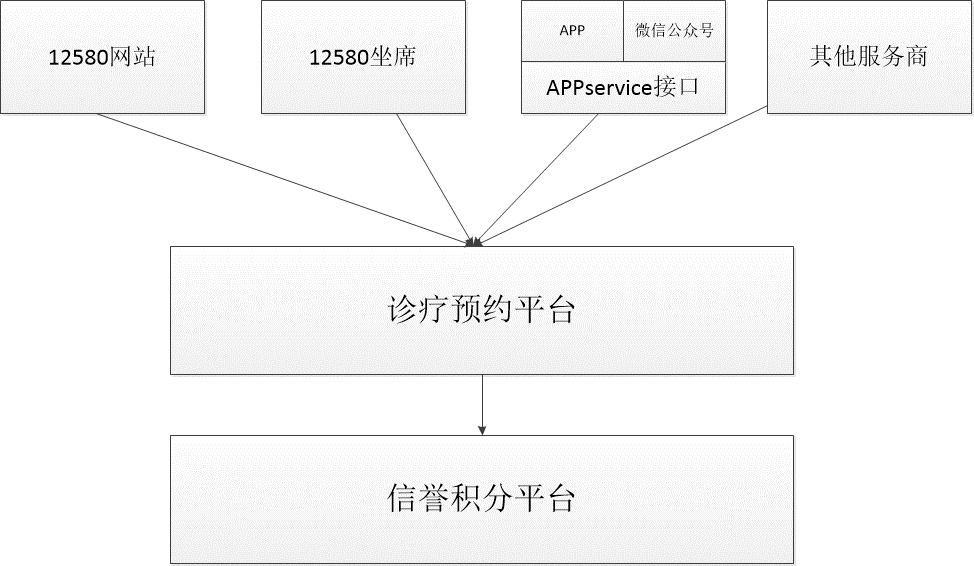 12580网站
12580坐席
APP
微信公众号
APPservice接口
其他服务商
诊疗预约平台
信誉积分平台